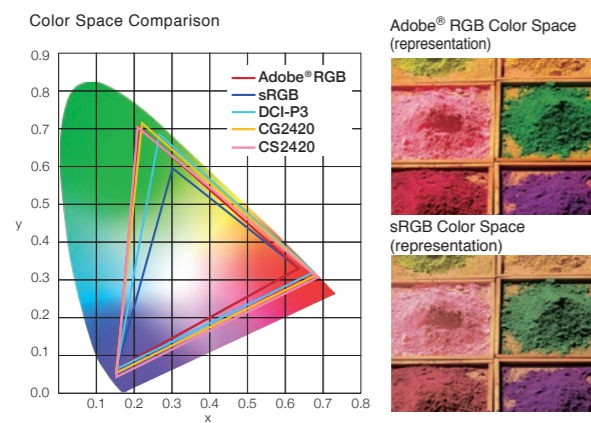 Color Space Comparison
0.9
0.8
0.7
0.6
0.5
0.4
0.3
0.2
0.1
0.0
y
0.1 0.2 0.3 0.4 0.5 0.6 0.7 0.8
x
Adobe® RGB
sRGB
DCI-P3
CG2420
CS2420
Adobe® RGB Color Space
(representation)
sRGB Color Space
(representation)